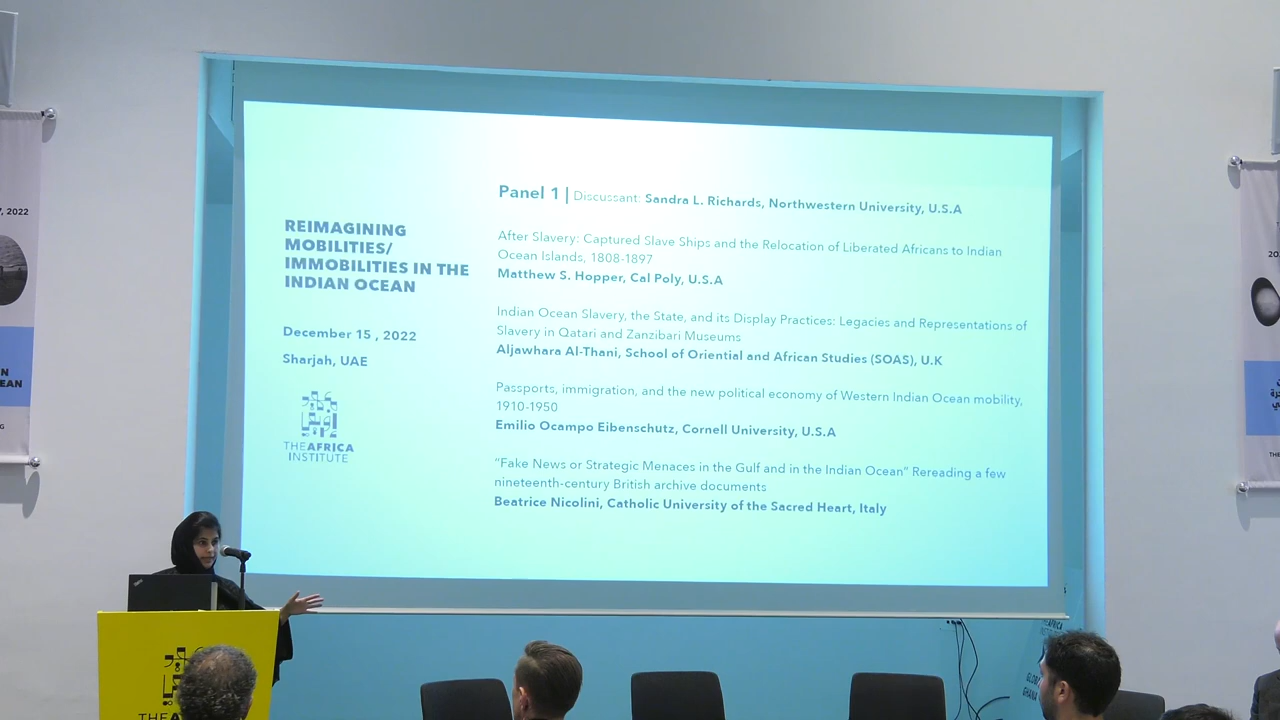 REIMAGINING
MOBILITIES/
IMMOBILITIES IN THE
INDIAN OCEAN
December 15 , 2022
Sharjah, UAE
THEAFRICA
INSTITUTE
Panel 1 | Discussant: Sandra L. Richards, Northwestern University, U.S.A
After Slavery: Captured Slave Ships and the Relocation of Liberated Africans to Indian
Ocean Islands, 1808-1897
Matthew S. Hopper, Cal Poly, U.S.A
Indian Ocean Slavery, the State, and its Display Practices: Legacies and Representations of
Slavery in Qatari and Zanzibari Museums
Aljawhara Al-Thani, School of Oriental and African Studies (SOAS), U.K
Passports, immigration, and the new political economy of Western Indian Ocean mobility,
1910-1950
Emilio Ocampo Eibenschutz, Cornell University, U.S.A
"Fake News or Strategic Menaces in the Gulf and in the Indian Ocean" Rereading a few
nineteenth-century British archive documents
Beatrice Nicolini, Catholic University of the Sacred Heart, Italy
, 2022
N
EAN
G
20
THE
THEA
AFRICA